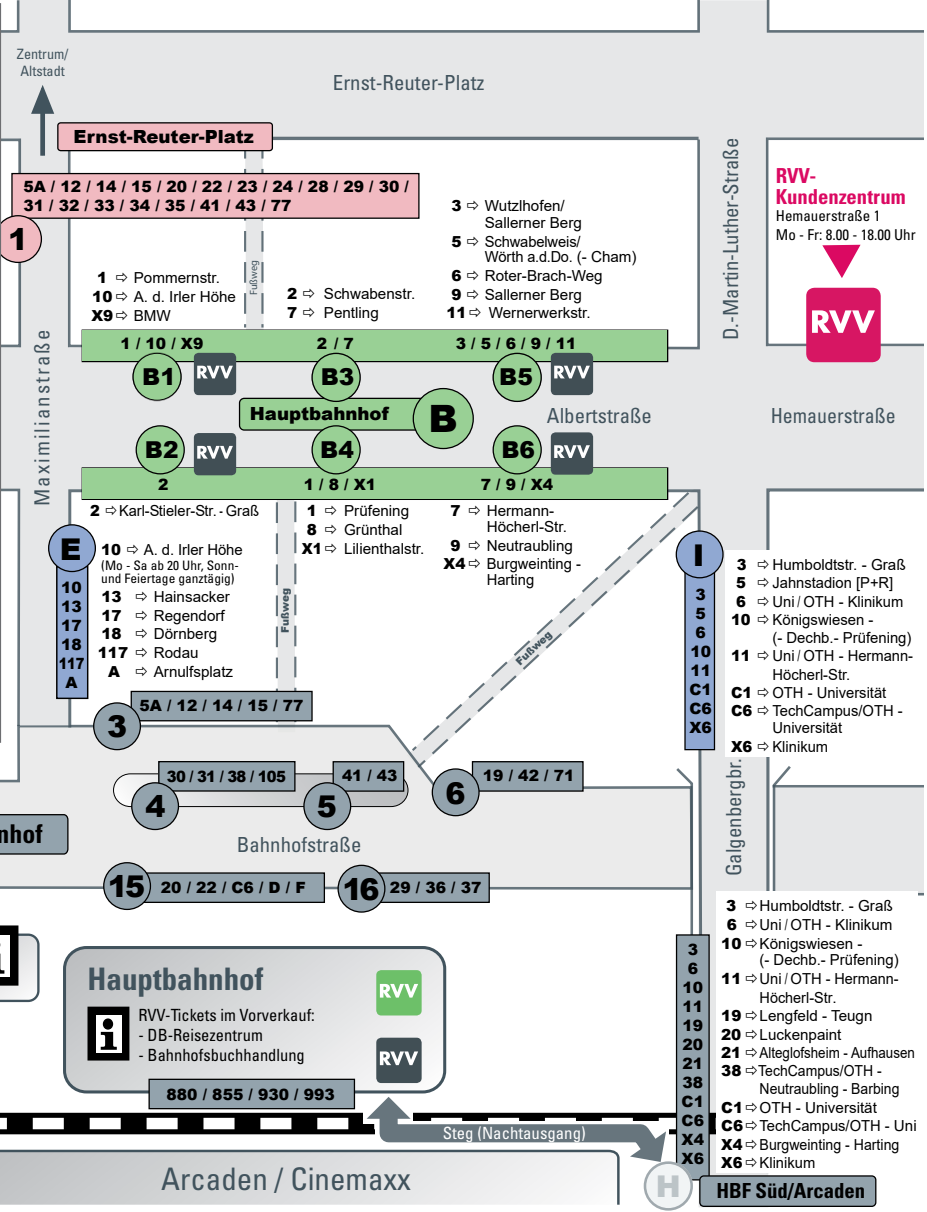 Zentrum/
Altstadt
Ernst-Reuter-Platz
Ernst-Reuter-Platz
5A / 12 / 14 / 15 / 20 / 22 / 23 / 24 / 28 / 29 / 30 /
31 / 32 / 33 / 34 / 35 / 41 / 43 / 77
1
Fußweg
D.-Martin-Luther-Straße
RVV-
Kundenzentrum
Hemauerstraße 1
Mo - Fr: 8.00 - 18.00 Uhr
RVV
1 ⇨ Pommernstr.
10 ⇨ A. d. Irler Höhe
X9 ⇨ BMW
2 ⇨ Schwabenstr.
7 ⇨ Pentling
3 ⇨ Wutzlhofen/
Sallerner Berg
5 ⇨ Schwabelweis/
Wörth a.d.Do. (- Cham)
6 ⇨ Roter-Brach-Weg
9 ⇨ Sallerner Berg
11 ⇨ Wernerwerkstr.
1 / 10 / X9
2 / 7
3 / 5 / 6 / 9 / 11
B1
RVV
B3
B5
RVV
Hauptbahnhof
B
Albertstraße
Hemauerstraße
Maximilianstraße
B2
RVV
B4
B6
RVV
2
1 / 8 / X1
7 / 9 / X4
2 ⇨ Karl-Stieler-Str. - Graß
1 ⇨ Prüfening
8 ⇨ Grünthal
X1 ⇨ Lilienthalstr.
7 ⇨ Hermann-
Höcherl-Str.
9 ⇨ Neutraubling
X4 ⇨ Burgweinting -
Harting
E
10
13
17
18
117
A
10 ⇨ A. d. Irler Höhe
(Mo - Sa ab 20 Uhr, Sonn-
und Feiertage ganztägig)
13 ⇨ Hainsacker
17 ⇨ Regendorf
18 ⇨ Dörnberg
117 ⇨ Rodau
A ⇨ Arnulfsplatz
Fußweg
Fußweg
I
3
5
6
10
11
C1
C6
X6
3 ⇨ Humboldtstr. - Graß
5 ⇨ Jahnstadion [P+R]
6 ⇨ Uni / OTH - Klinikum
10 ⇨ Königswiesen -
(- Dechb.- Prüfening)
11 ⇨ Uni / OTH - Hermann-
Höcherl-Str.
C1 ⇨ OTH - Universität
C6 ⇨ TechCampus/OTH -
Universität
X6 ⇨ Klinikum
5A / 12 / 14 / 15 / 77
3
30 / 31 / 38 / 105
4
41 / 43
5
19 / 42 / 71
6
Galgenbergbr.
nhof
Bahnhofstraße
15
20 / 22 / C6 / D / F
16
29 / 36 / 37
i
Hauptbahnhof
RVV
i
RVV-Tickets im Vorverkauf:
- DB-Reisezentrum
- Bahnhofsbuchhandlung
RVV
880 / 855 / 930 / 993
3
6
10
11
19
20
21
38
C1
C6
X4
X6
3 ⇨ Humboldtstr. - Graß
6 ⇨ Uni / OTH - Klinikum
10 ⇨ Königswiesen -
(- Dechb.- Prüfening)
11 ⇨ Uni / OTH - Hermann-
Höcherl-Str.
19 ⇨ Lengfeld - Teugn
20 ⇨ Luckenpaint
21 ⇨ Alteglofsheim - Aufhausen
38 ⇨ TechCampus/OTH -
Neutraubling - Barbing
C1 ⇨ OTH - Universität
C6 ⇨ TechCampus/OTH - Uni
X4 ⇨ Burgweinting - Harting
X6 ⇨ Klinikum
Steg (Nachtausgang)
H
HBF Süd/Arcaden
Arcaden / Cinemaxx